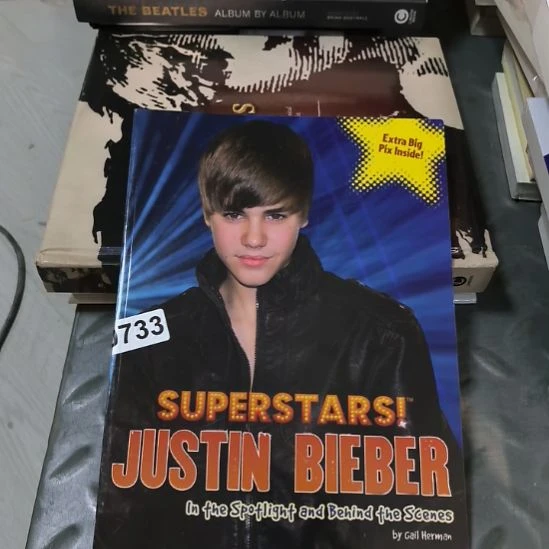 THE BEATLES ALBUM BY ALBUM
Extra Big
Pix Inside!
733
SUPERSTARS!™
JUSTIN BIEBER
In the Spotlight and Behind the Scenes
by Gail Herman